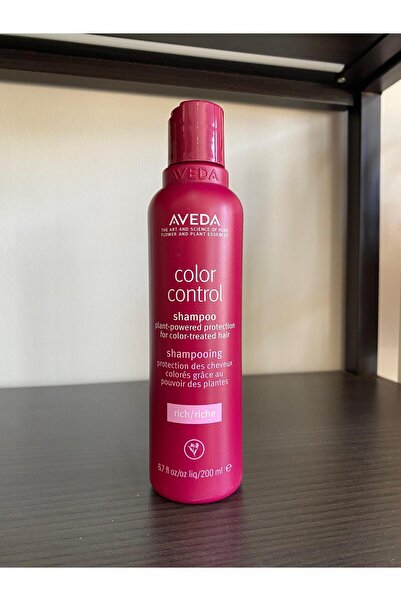 AVEDA
AVEDA
THE ART AND SCIENCE OF PURE
FLOWER AND PLANT ESSENCES
color
control
shampoo
plant-powered protection
for color-treated hair
shampooing
protection des cheveux
colorés grâce au
pouvoir des plantes
rich/riche
6.7 fl oz/oz liq/200 ml e